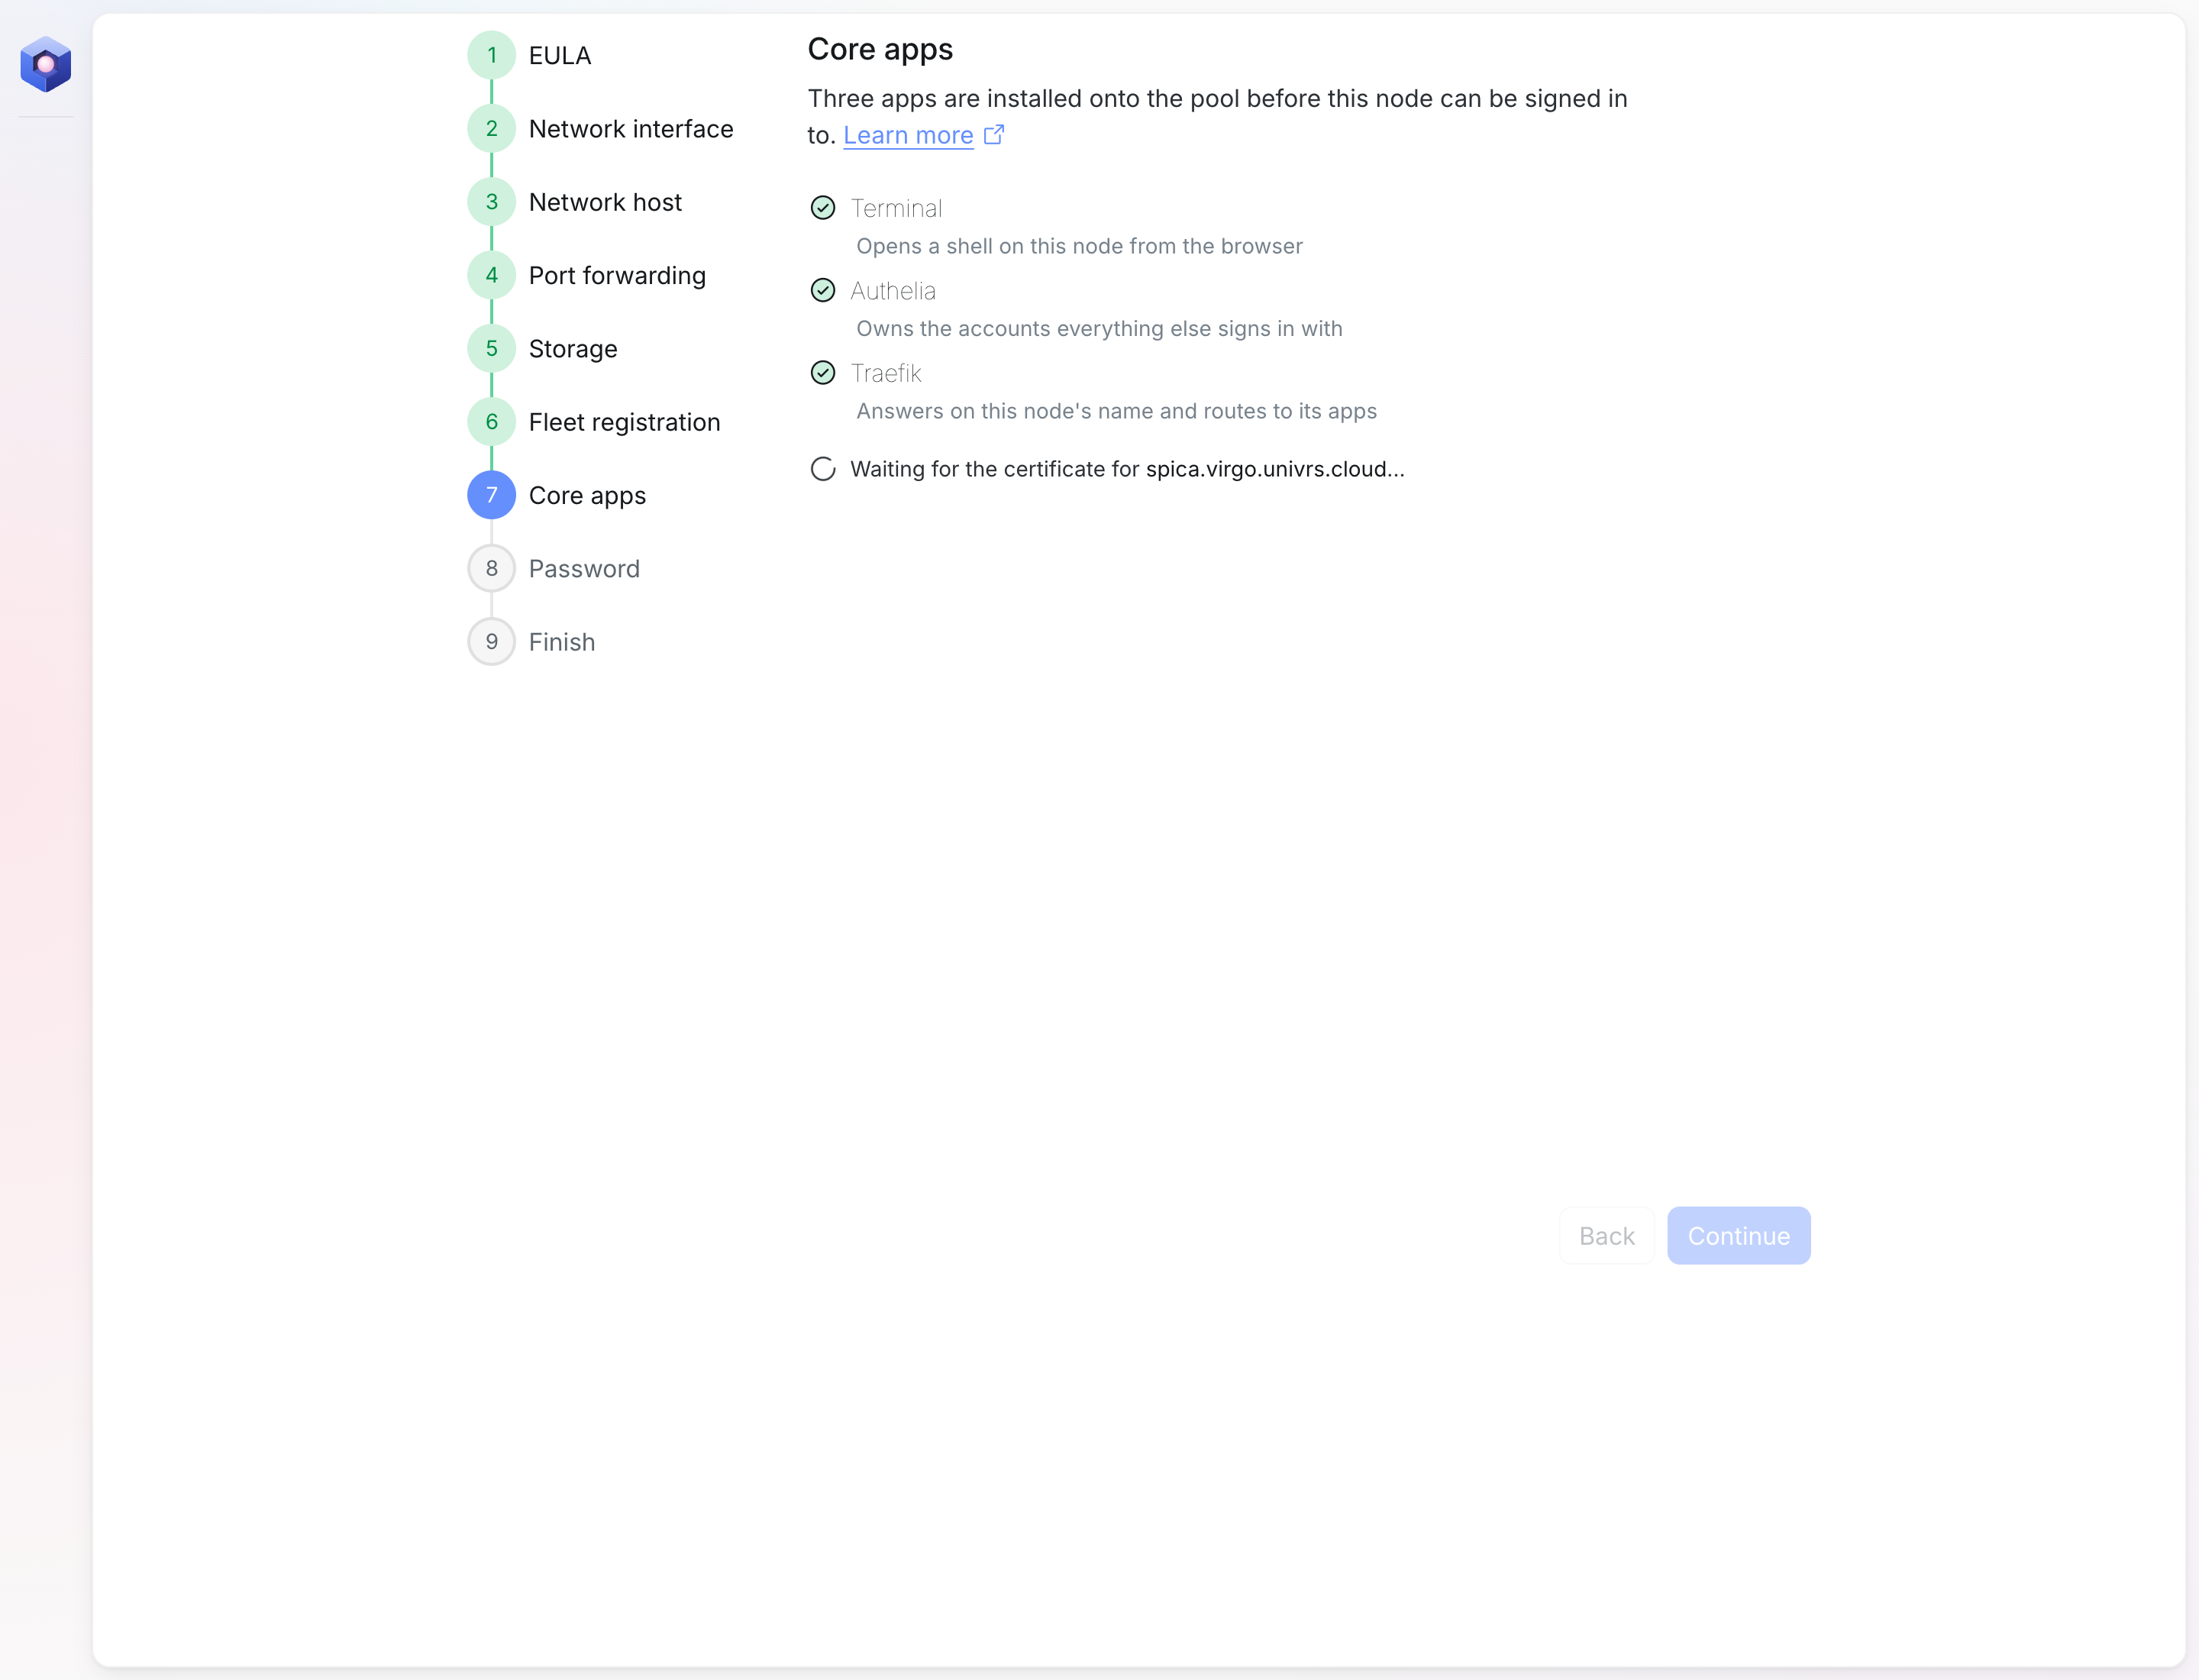 1 EULA
2 Network interface
3 Network host
4 Port forwarding
5 Storage
6 Fleet registration
7 Core apps
8 Password
9 Finish
Core apps
Three apps are installed onto the pool before this node can be signed in
to. Learn more
Terminal
Opens a shell on this node from the browser
Authelia
Owns the accounts everything else signs in with
Traefik
Answers on this node's name and routes to its apps
Waiting for the certificate for spica.virgo.univrs.cloud...
Back
Continue